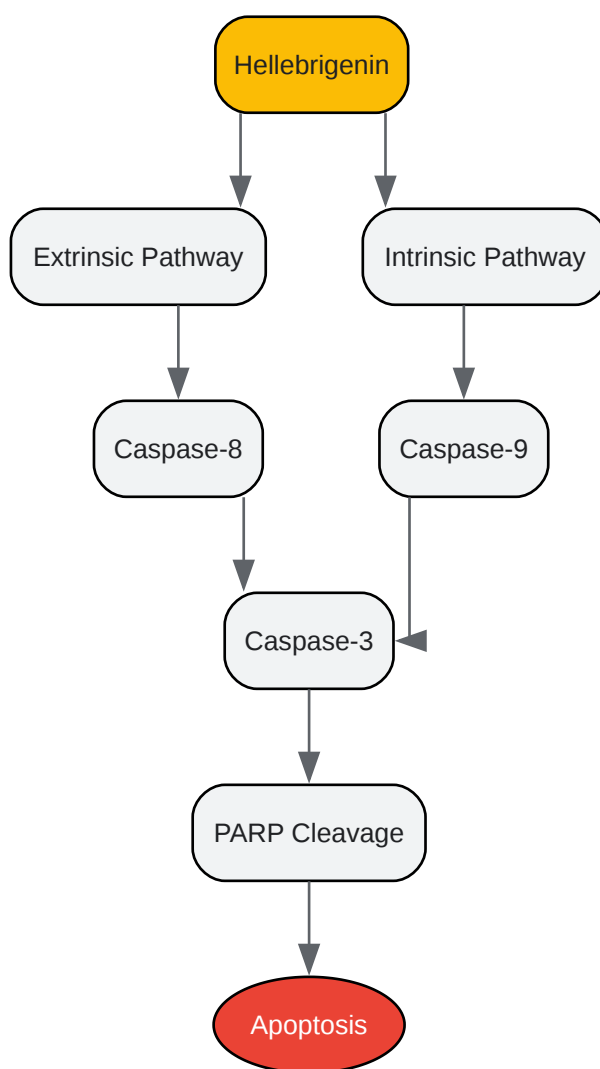 Hellebrigenin
Extrinsic Pathway
Intrinsic Pathway
Caspase-8
Caspase-9
Caspase-3
PARP Cleavage
Apoptosis